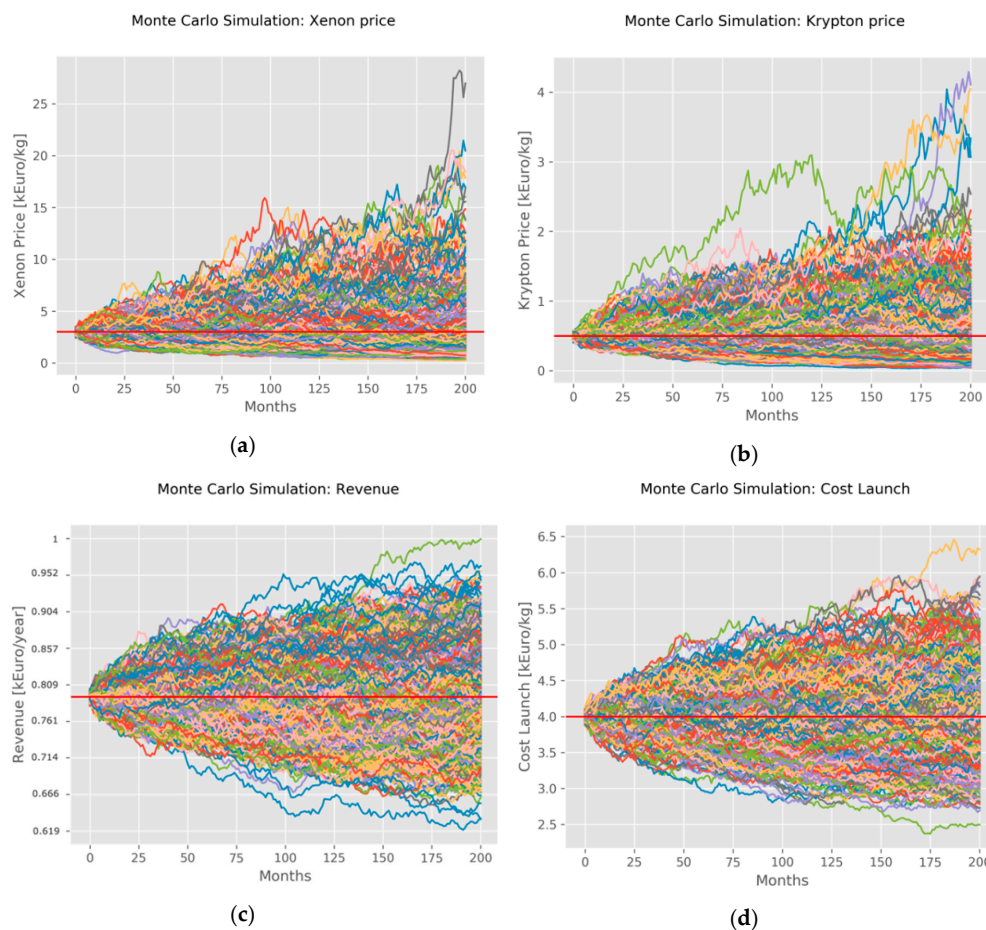 Monte Carlo Simulation: Xenon price
Xenon Price [kEuro/kg]
25
20
15
10
5
0
0 25 50 75 100 125 150 175 200
Months
(a)
Monte Carlo Simulation: Krypton price
Krypton Price [kEuro/kg]
4
3
2
1
0
0 25 50 75 100 125 150 175 200
Months
(b)
Monte Carlo Simulation: Revenue
Revenue [kEuro/year]
1
0.952
0.904
0.857
0.809
0.761
0.714
0.666
0.619
0 25 50 75 100 125 150 175 200
Months
(c)
Monte Carlo Simulation: Cost Launch
Cost Launch [kEuro/kg]
6.5
6.0
5.5
5.0
4.5
4.0
3.5
3.0
2.5
0 25 50 75 100 125 150 175 200
Months
(d)